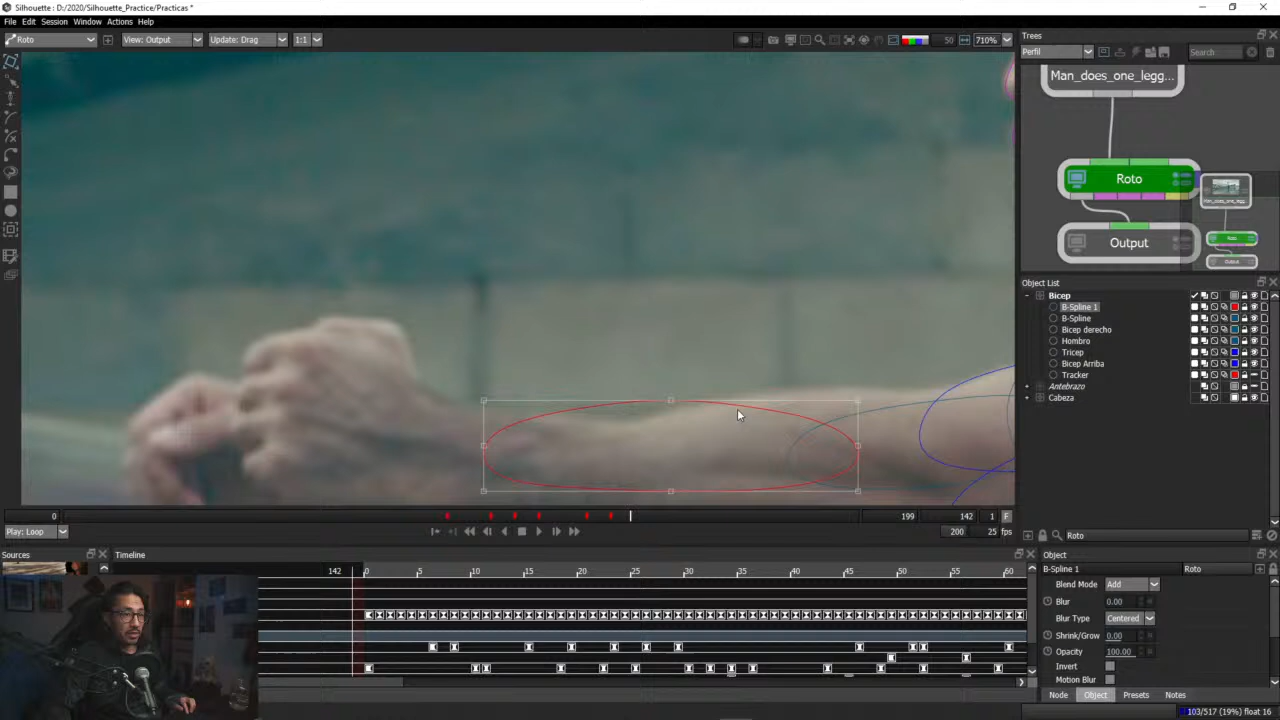 Silhouette : D:/2020/Silhouette_Practice/Practicas *
File Edit Session Window Actions Help
Roto View: Output Update: Drag 1:1 50 710%
Trees
Perfil Search
Man_does_one_legg...
Roto
Output
Object List
Bicep
B-Spline 1
B-Spline
Bicep derecho
Hombro
Tricep
Bicep Arriba
Tracker
Antebrazo
Cabeza
0 199 142 1 F
Play: Loop 200 25 fps
Roto
Sources Timeline
142 0 5 10 15 20 25 30 35 40 45 50 55 60
Object
B-Spline 1 Roto
Blend Mode Add
Blur 0.00
Blur Type Centered
Shrink/Grow 0.00
Opacity 100.00
Invert
Motion Blur
Node Object Presets Notes
103/517 (19%) float 16